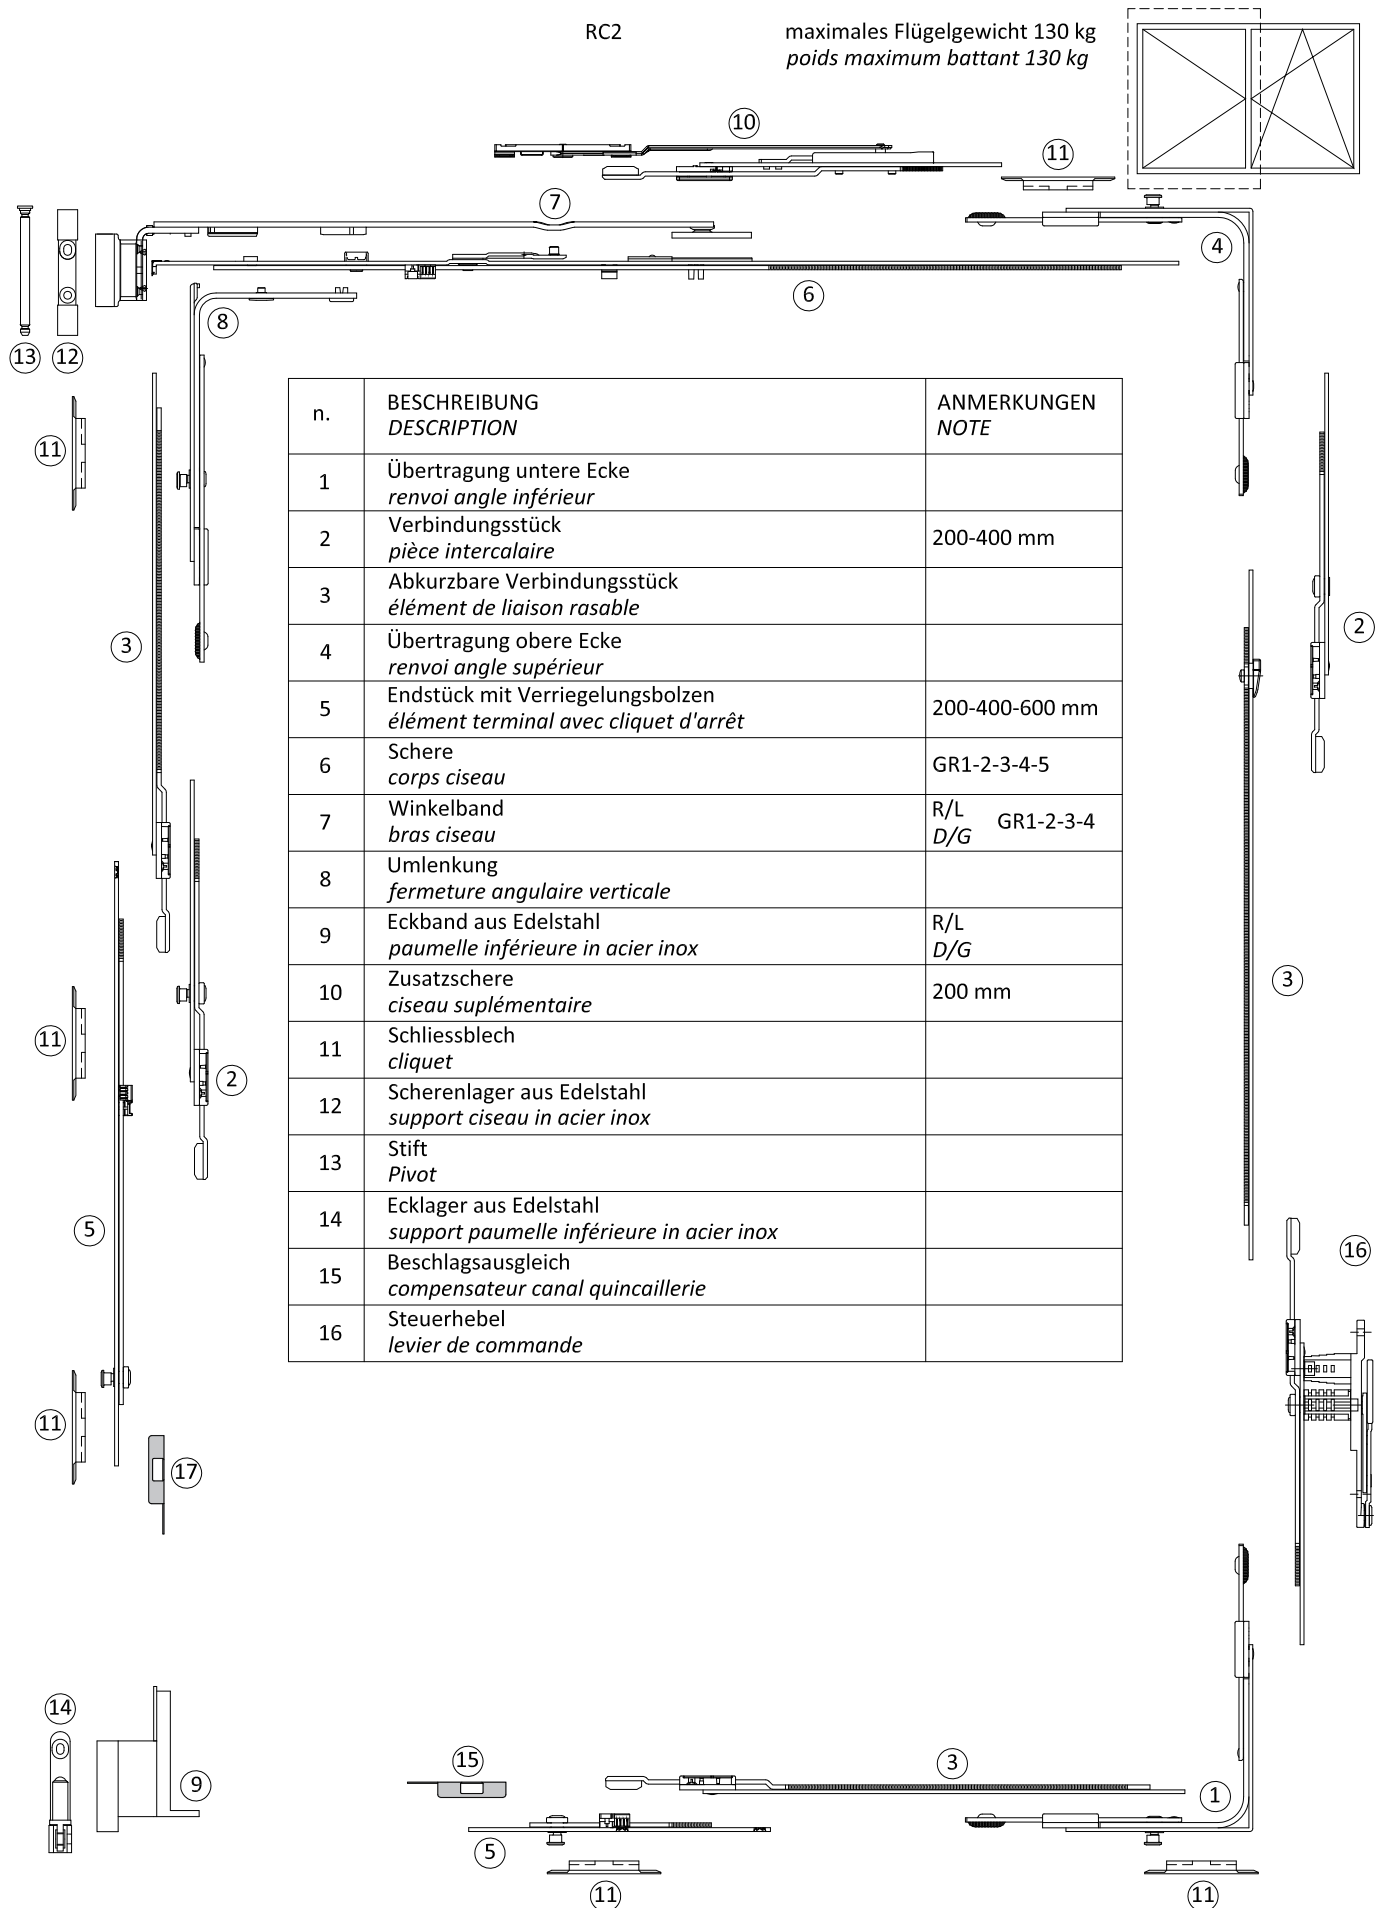 RC2
maximales Flügelgewicht 130 kg
poids maximum battant 130 kg
10
11
7
4
6
8
13
12
11
n.
BESCHREIBUNG
DESCRIPTION
ANMERKUNGEN
NOTE
1
Übertragung untere Ecke
renvoi angle inférieur
2
Verbindungsstück
pièce intercalaire
200-400 mm
3
Abkurzbare Verbindungsstück
élément de liaison rasable
4
Übertragung obere Ecke
renvoi angle supérieur
5
Endstück mit Verriegelungsbolzen
élément terminal avec cliquet d'arrêt
200-400-600 mm
6
Schere
corps ciseau
GR1-2-3-4-5
7
Winkelband
bras ciseau
R/L
D/G
GR1-2-3-4
8
Umlenkung
fermeture angulaire verticale
9
Eckband aus Edelstahl
paumelle inférieure in acier inox
R/L
D/G
10
Zusatzschere
ciseau suplémentaire
200 mm
11
Schliessblech
cliquet
12
Scherenlager aus Edelstahl
support ciseau in acier inox
13
Stift
Pivot
14
Ecklager aus Edelstahl
support paumelle inférieure in acier inox
15
Beschlagsausgleich
compensateur canal quincaillerie
16
Steuerhebel
levier de commande
3
2
3
11
2
5
16
11
17
14
9
15
3
1
5
11
11